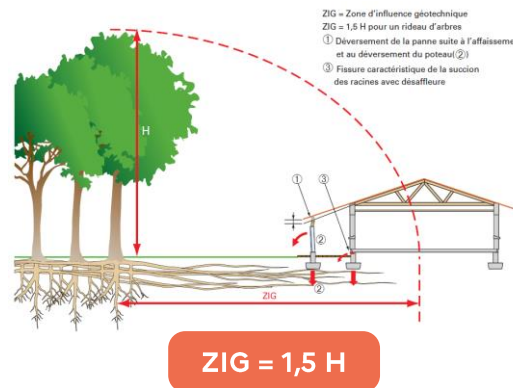 ZIG = Zone d'influence géotechnique
ZIG = 1,5 H pour un rideau d'arbres
① Déversement de la panne suite à l'affaisseme
et au déversement du poteau(②)
③ Fissure caractéristique de la succion
des racines avec désaffleure
H
① ③
②
②
ZIG
ZIG = 1,5 H